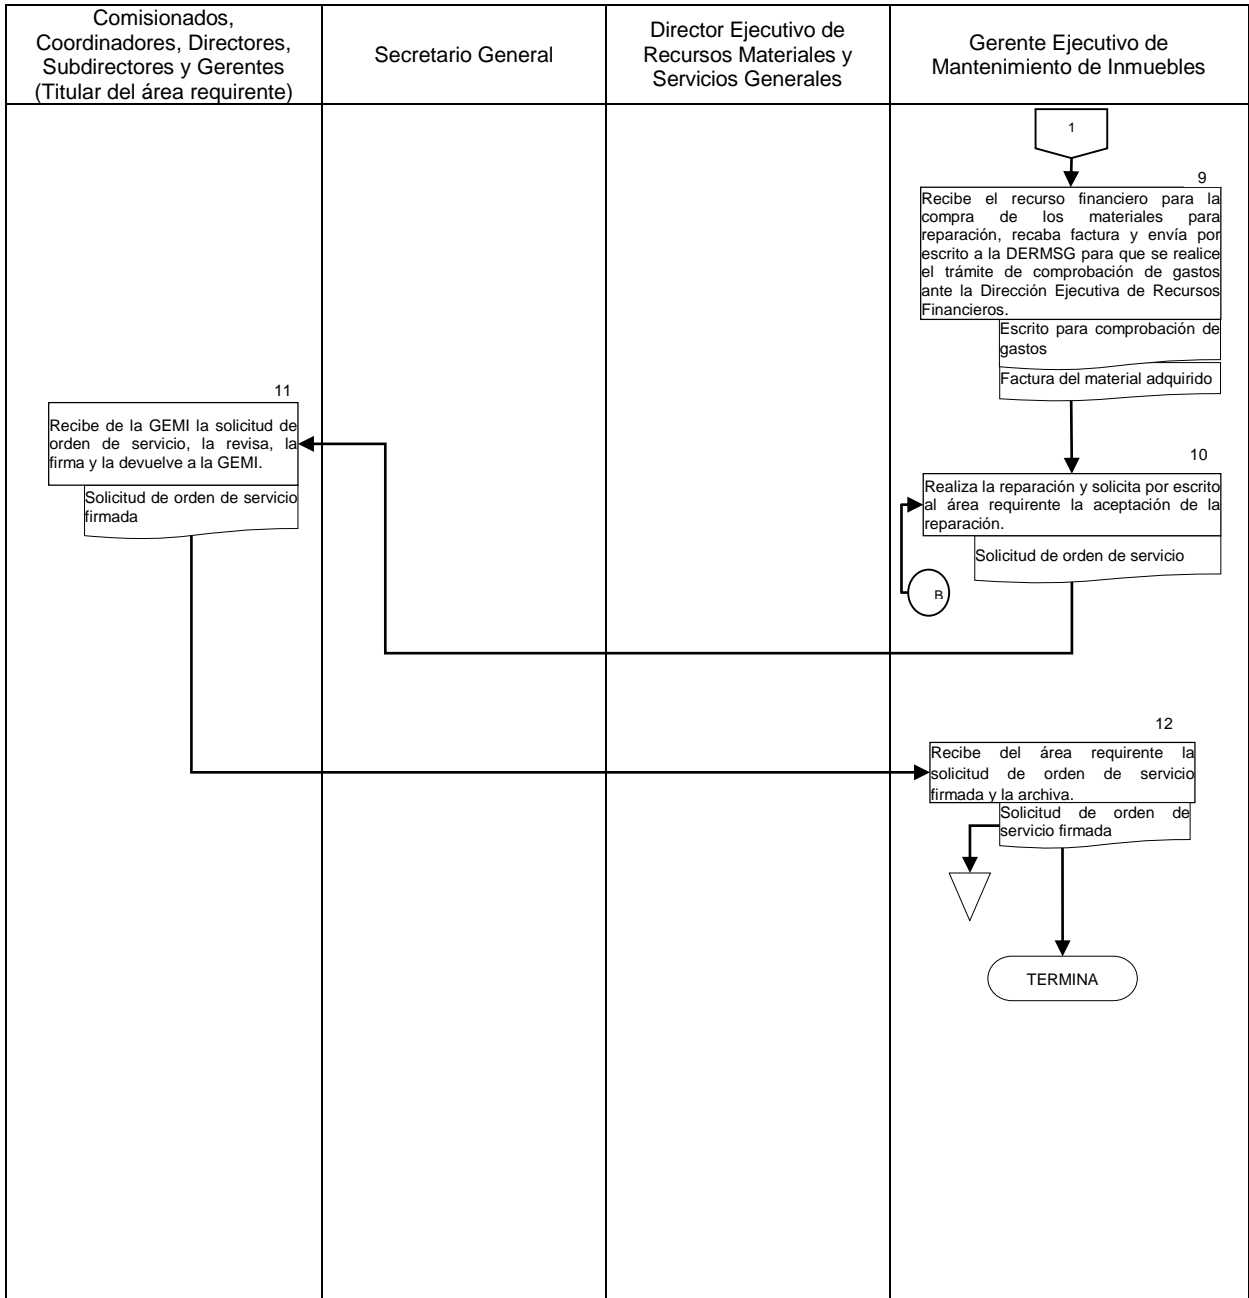 Comisionados,
Coordinadores, Directores,
Subdirectores y Gerentes
(Titular del área requirente)
Secretario General
Director Ejecutivo de
Recursos Materiales y
Servicios Generales
Gerente Ejecutivo de
Mantenimiento de Inmuebles
1
9
Recibe el recurso financiero para la
compra de los materiales para
reparación, recaba factura y envía por
escrito a la DERMSG para que se realice
el trámite de comprobación de gastos
ante la Dirección Ejecutiva de Recursos
Financieros.
Escrito para comprobación de
gastos
Factura del material adquirido
11
Recibe de la GEMI la solicitud de
orden de servicio, la revisa, la
firma y la devuelve a la GEMI.
Solicitud de orden de servicio
firmada
10
Realiza la reparación y solicita por escrito
al área requirente la aceptación de la
reparación.
Solicitud de orden de servicio
B
12
Recibe del área requirente la
solicitud de orden de servicio
firmada y la archiva.
Solicitud de orden de
servicio firmada
TERMINA